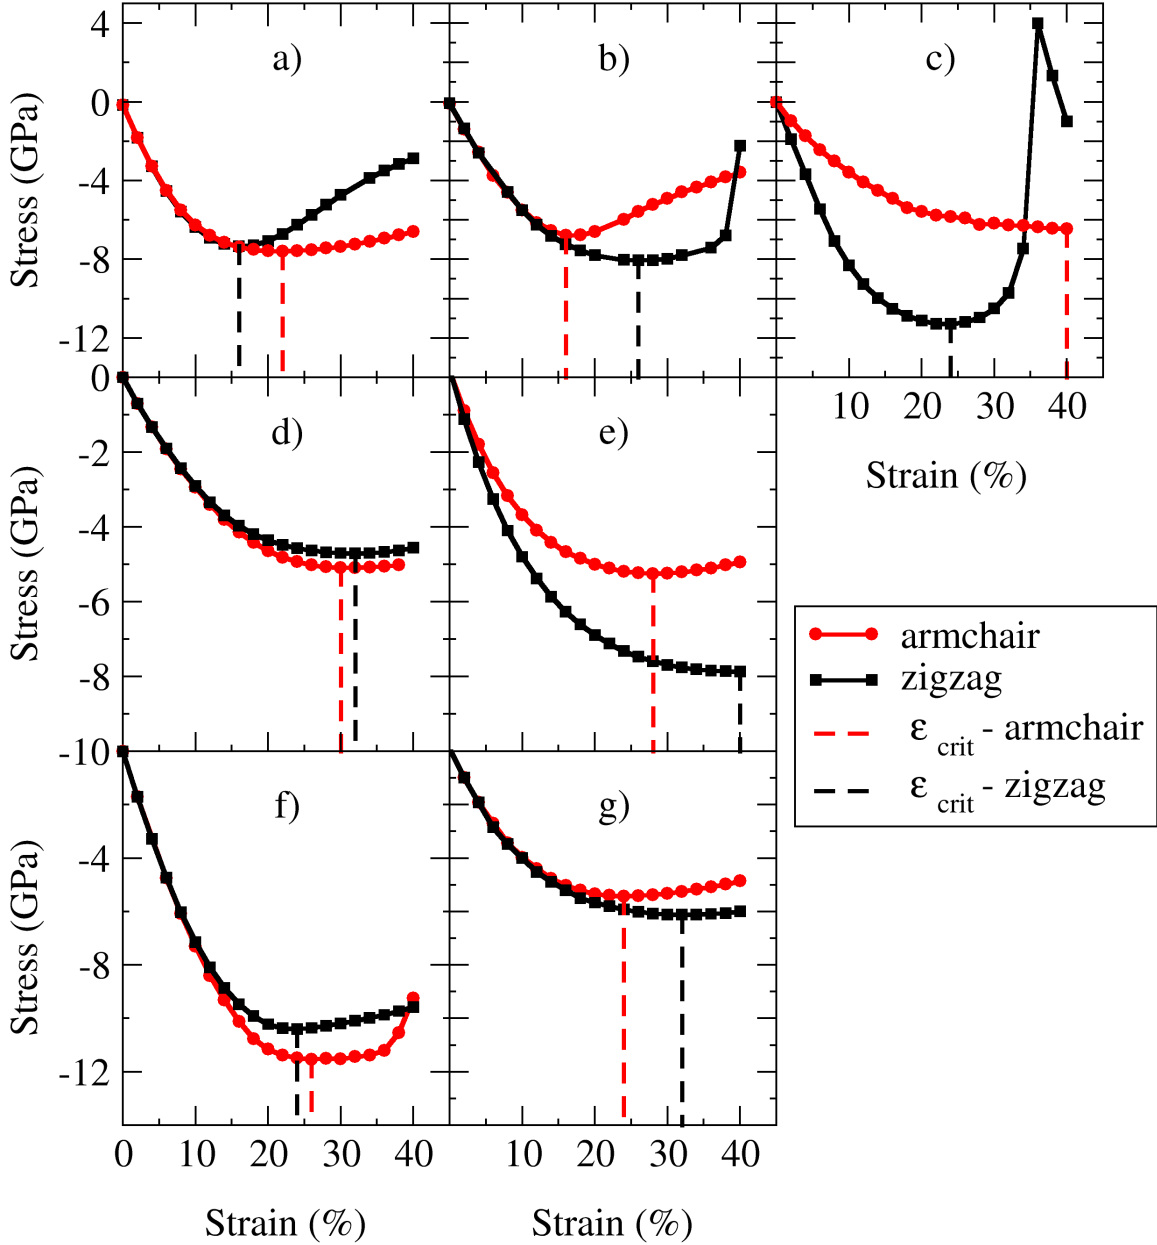 a)
b)
c)
4
0
-4
-8
-12
Stress (GPa)
10 20 30 40
Strain (%)
d)
e)
0
-2
-4
-6
-8
-10
Stress (GPa)
armchair
zigzag
ε crit - armchair
ε crit - zigzag
f)
g)
-4
-8
-12
Stress (GPa)
0 10 20 30 40
10 20 30 40
Strain (%)
Strain (%)